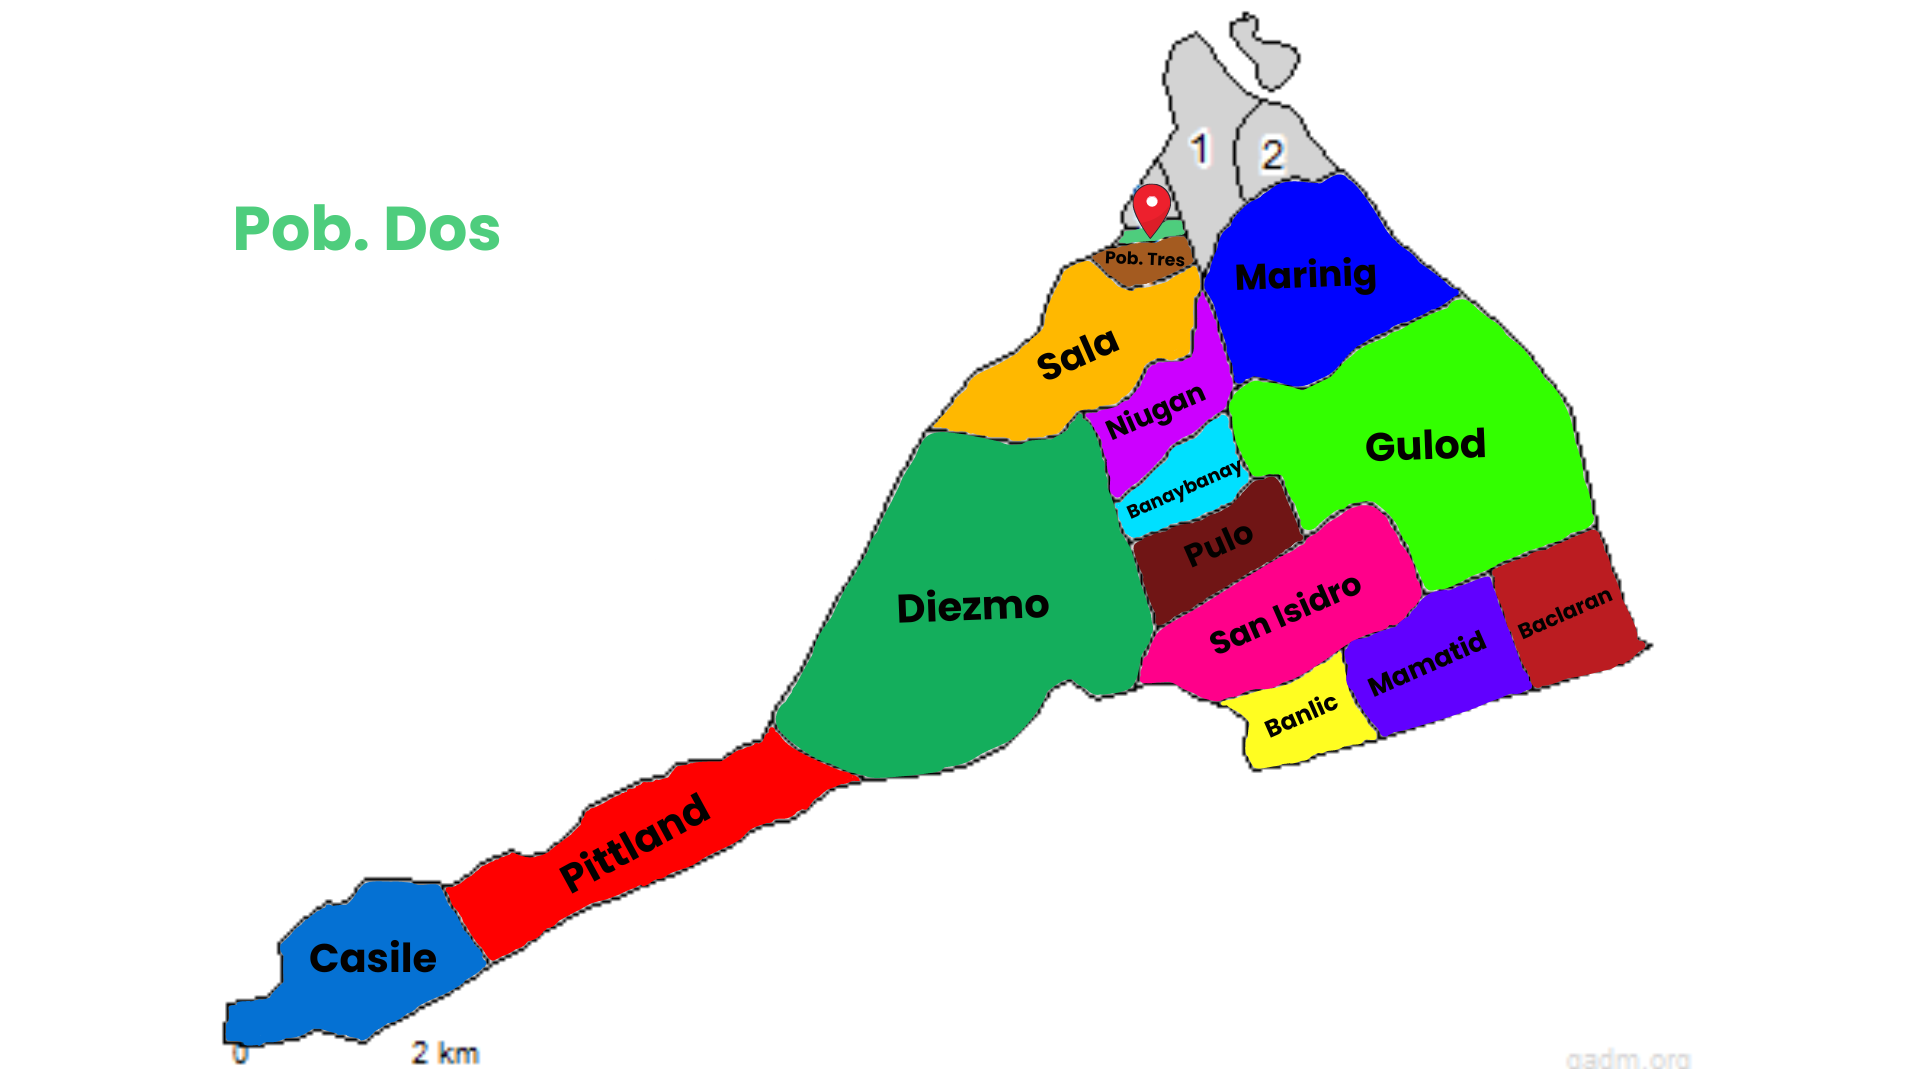 1
2
Pob. Dos
Pob. Tres
Marinig
Sala
Niugan
Gulod
Banaybanay
Pulo
Diezmo
San Isidro
Baclaran
Mamatid
Banlic
Pittland
Casile
0
2 km
gadm.org